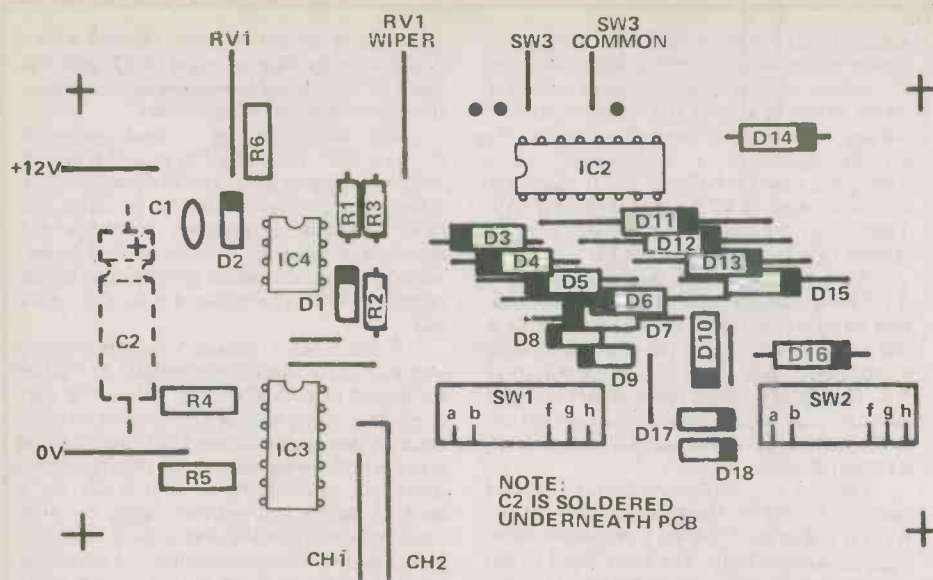 RV1
RV1
WIPER
SW3
SW3
COMMON
R6
D14
+12V
IC2
C1
R1
R3
D11
D3
D12
D2
IC4
D4
D13
+
D5
D15
D1
R2
D6
C2
D8
D7
D10
D9
D16
R4
SW1
SW2
a b f g h
a b f g h
D17
IC3
0V
R5
D18
NOTE:
C2 IS SOLDERED
UNDERNEATH PCB
CH1
CH2